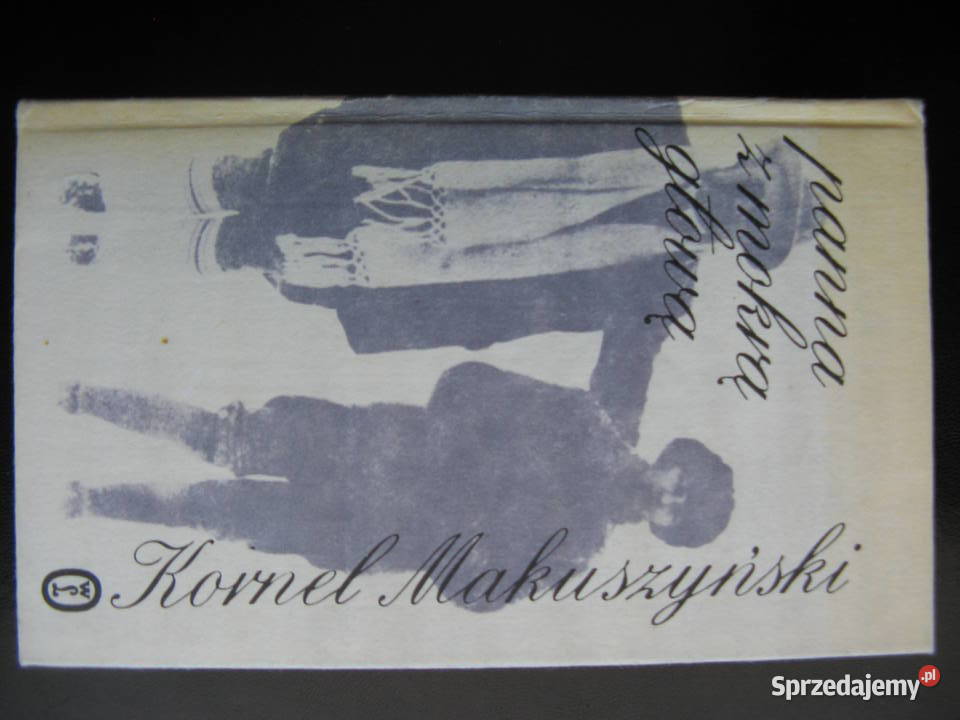 panna
z mokrą
głową
Kornel Makuszyński
Sprzedajemy.pl